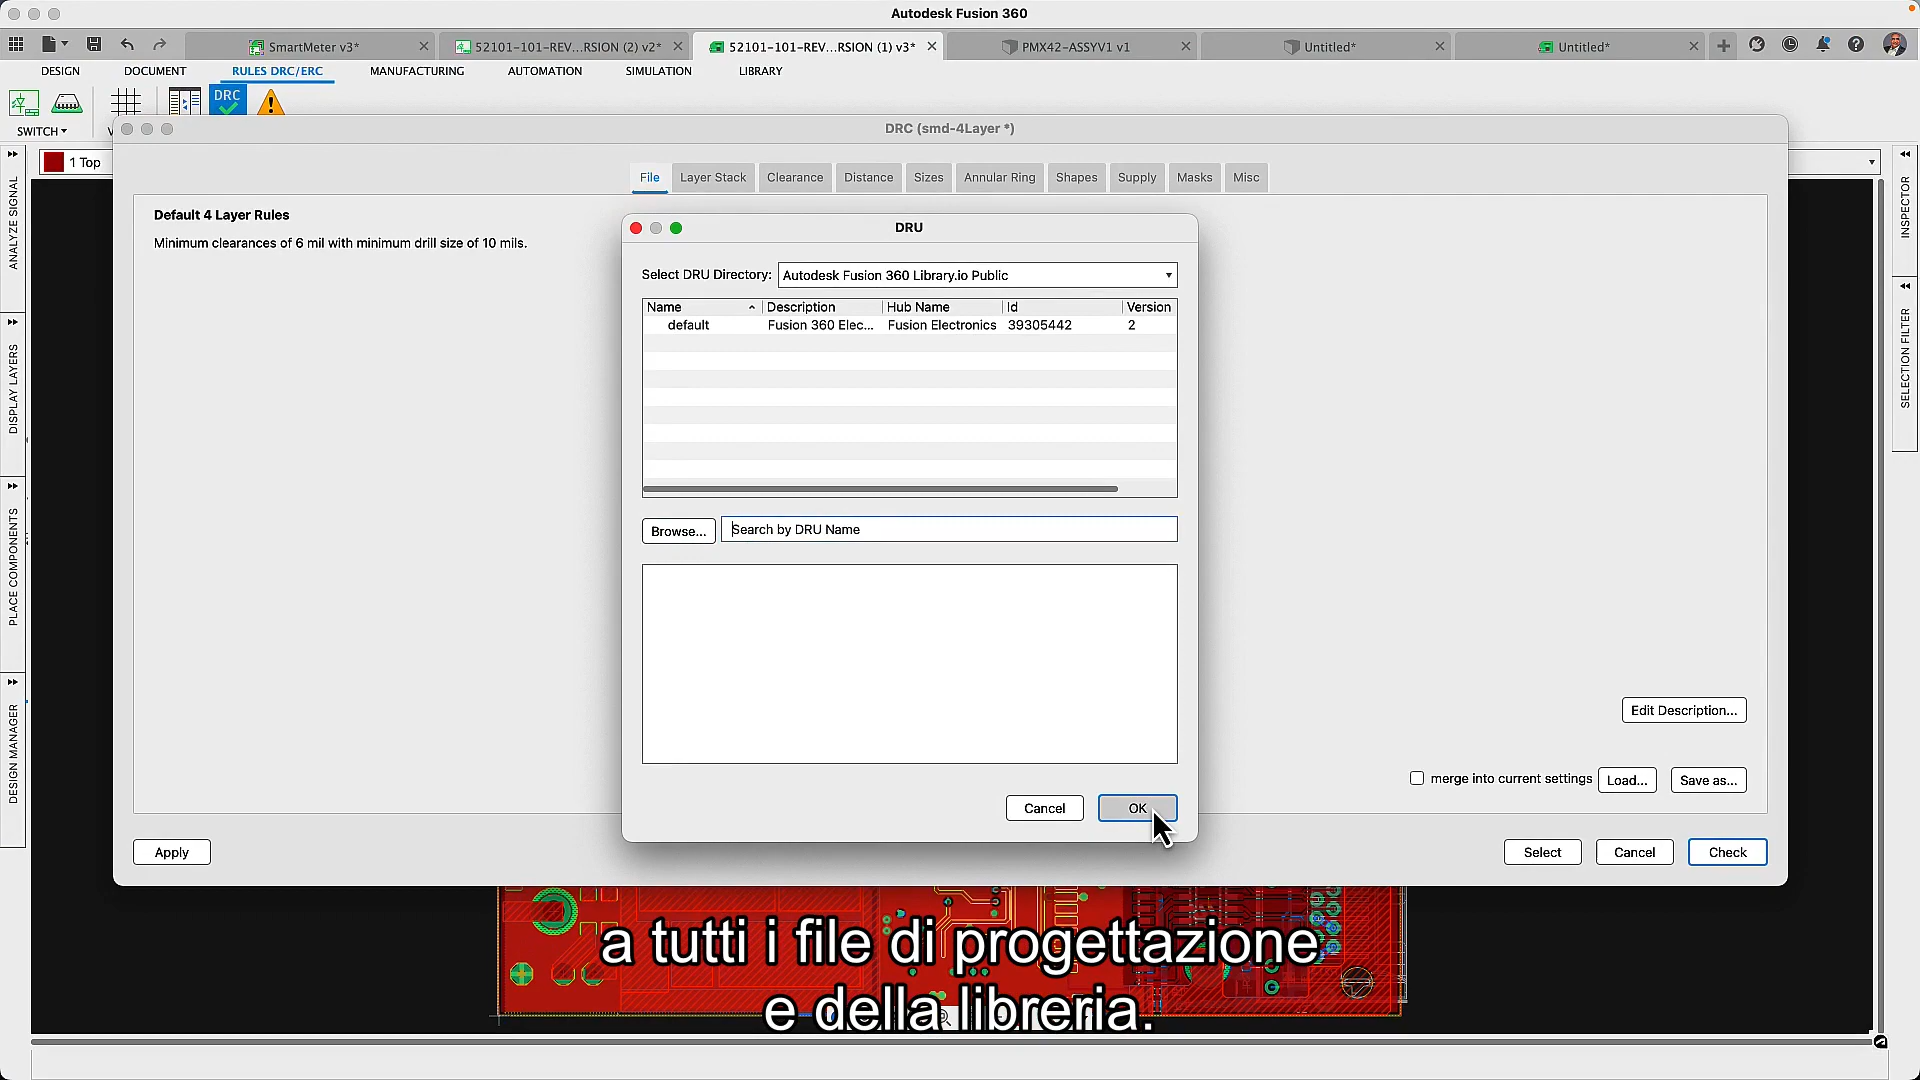 Autodesk Fusion 360
SmartMeter v3*
52101-101-REV...RSION (2) v2*
52101-101-REV...RSION (1) v3*
PMX42-ASSYV1 v1
Untitled*
Untitled*
DESIGN
DOCUMENT
RULES DRC/ERC
MANUFACTURING
AUTOMATION
SIMULATION
LIBRARY
DRC
SWITCH
DRC (smd-4Layer *)
1 Top
File
Layer Stack
Clearance
Distance
Sizes
Annular Ring
Shapes
Supply
Masks
Misc
ANALYZE SIGNAL
DISPLAY LAYERS
PLACE COMPONENTS
DESIGN MANAGER
INSPECTOR
SELECTION FILTER
Default 4 Layer Rules
Minimum clearances of 6 mil with minimum drill size of 10 mils.
DRU
Select DRU Directory:
Autodesk Fusion 360 Library.io Public
Name
Description
Hub Name
Id
Version
default
Fusion 360 Elec...
Fusion Electronics
39305442
2
Browse...
Search by DRU Name
Cancel
OK
Edit Description...
merge into current settings
Load...
Save as...
Apply
Select
Cancel
Check
a tutti i file di progettazione
e della libreria.